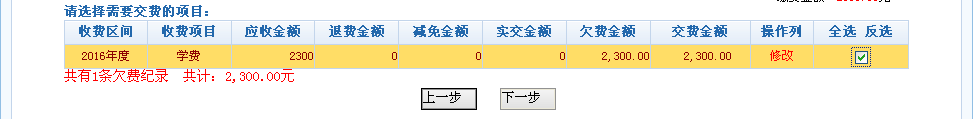 请选择需要交费的项目：
收费区间 收费项目 应收金额 退费金额 减免金额 实交金额 欠费金额 交费金额 操作列 全选 反选
2016年度 学费 2300 0 0 0 2,300.00 2,300.00 修改
共有1条欠费纪录 共计：2,300.00元
上一步 下一步